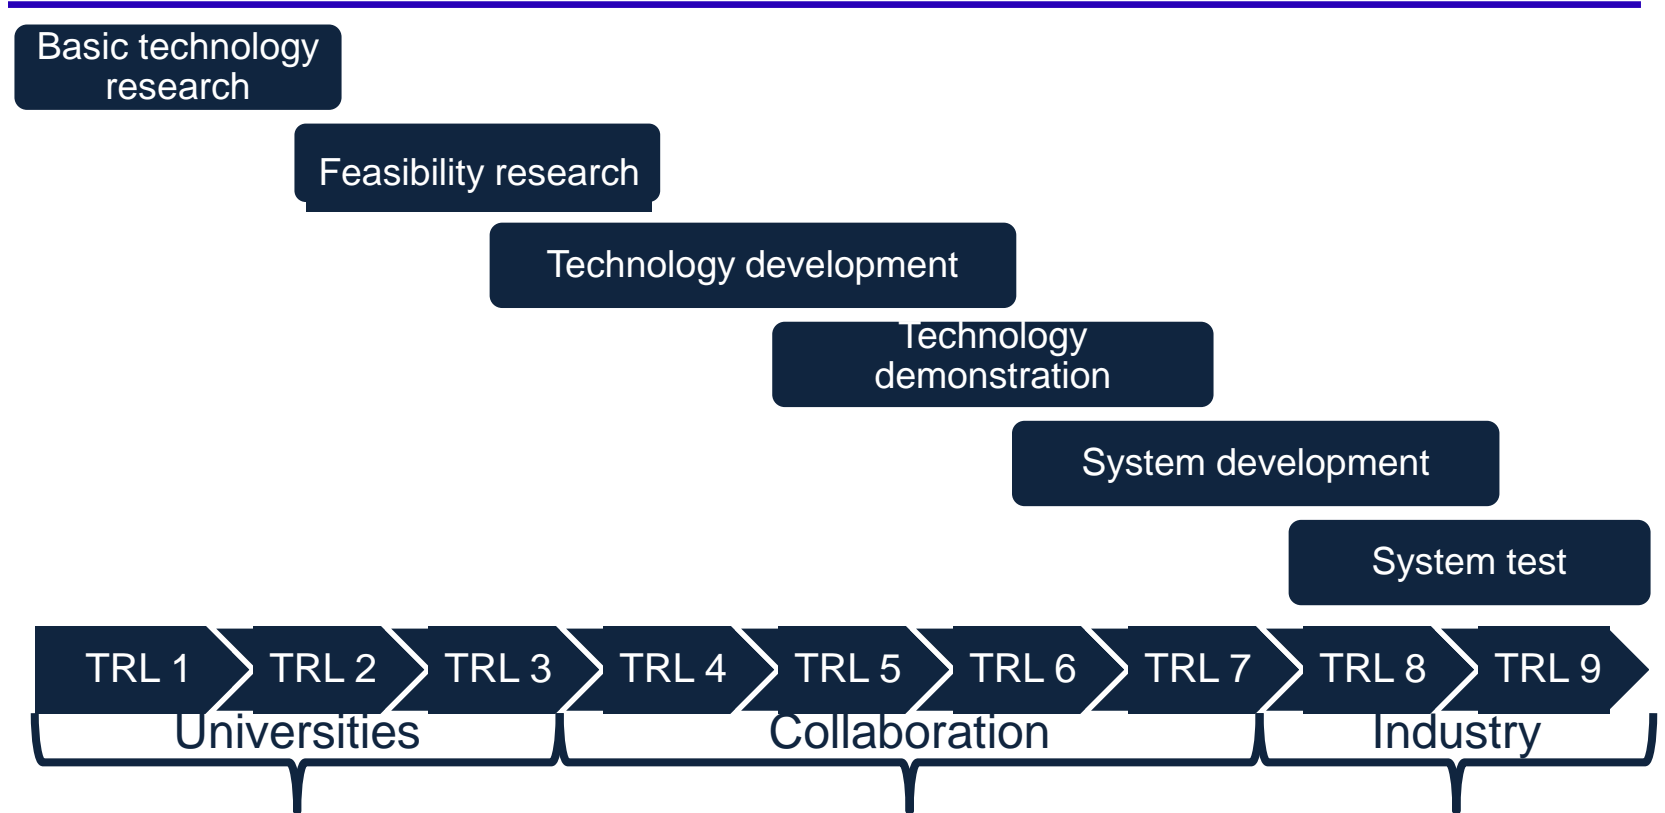 Basic technology
research
Feasibility research
Technology development
Technology
demonstration
System development
System test
TRL 1 TRL 2 TRL 3 TRL 4 TRL 5 TRL 6 TRL 7 TRL 8 TRL 9
Universities Collaboration Industry